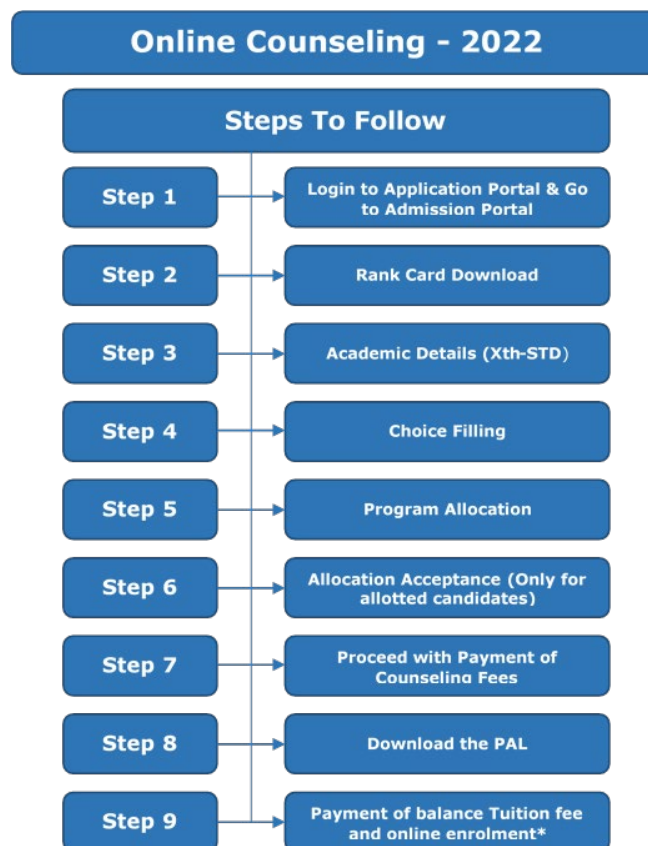 Online Counseling - 2022
Steps To Follow
Step 1
Login to Application Portal & Go
to Admission Portal
Step 2
Rank Card Download
Step 3
Academic Details (Xth-STD)
Step 4
Choice Filling
Step 5
Program Allocation
Step 6
Allocation Acceptance (Only for
allotted candidates)
Step 7
Proceed with Payment of
Counseling Fees
Step 8
Download the PAL
Step 9
Payment of balance Tuition fee
and online enrolment*